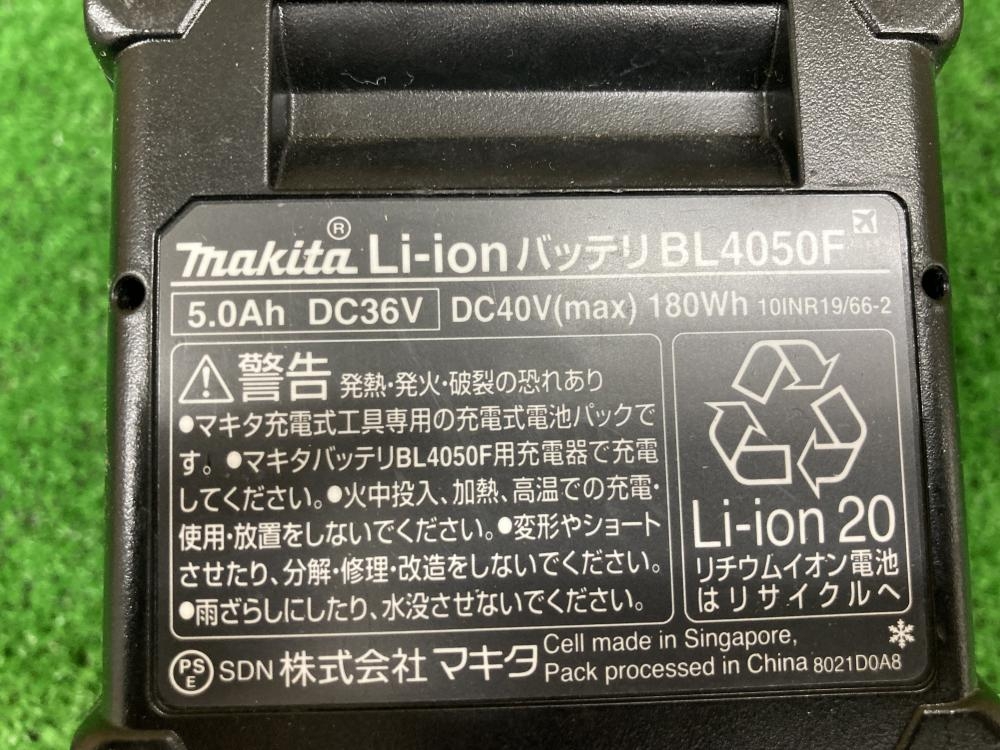 makita® Li-ion バッテリ BL4050F
5.0Ah DC36V DC40V(max) 180Wh 10INR19/66-2
警告 発熱・発火・破裂の恐れあり
●マキタ充電式工具専用の充電式電池パックで
す。●マキタバッテリBL4050F用充電器で充電
してください。●火中投入、加熱、高温での充電・
使用・放置をしないでください。●変形やショート
させたり、分解・修理・改造をしないでください。
●雨ざらしにしたり、水没させないでください。
Li-ion 20
リチウムイオン電池
はリサイクルへ
PSE SDN 株式会社 マキタ
Cell made in Singapore,
Pack processed in China 8021D0A8